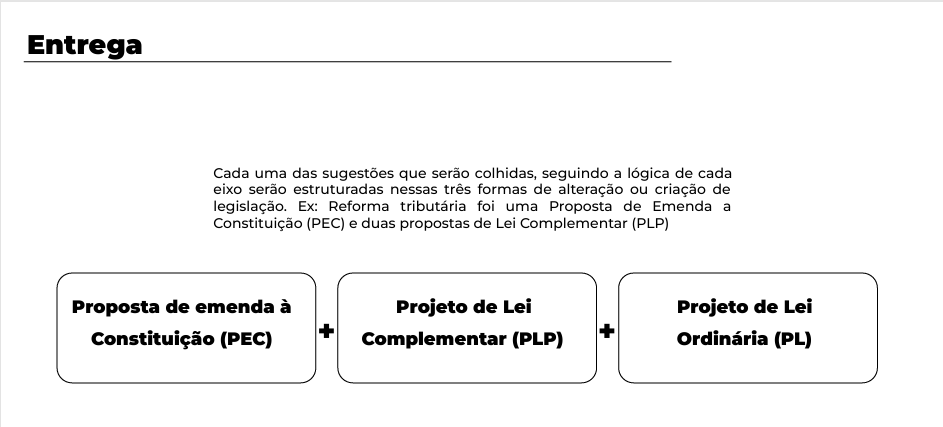 Entrega
Cada uma das sugestões que serão colhidas, seguindo a lógica de cada
eixo serão estruturadas nessas três formas de alteração ou criação de
legislação. Ex: Reforma tributária foi uma Proposta de Emenda a
Constituição (PEC) e duas propostas de Lei Complementar (PLP)
Proposta de emenda à
Constituição (PEC)
+
Projeto de Lei
Complementar (PLP)
+
Projeto de Lei
Ordinária (PL)